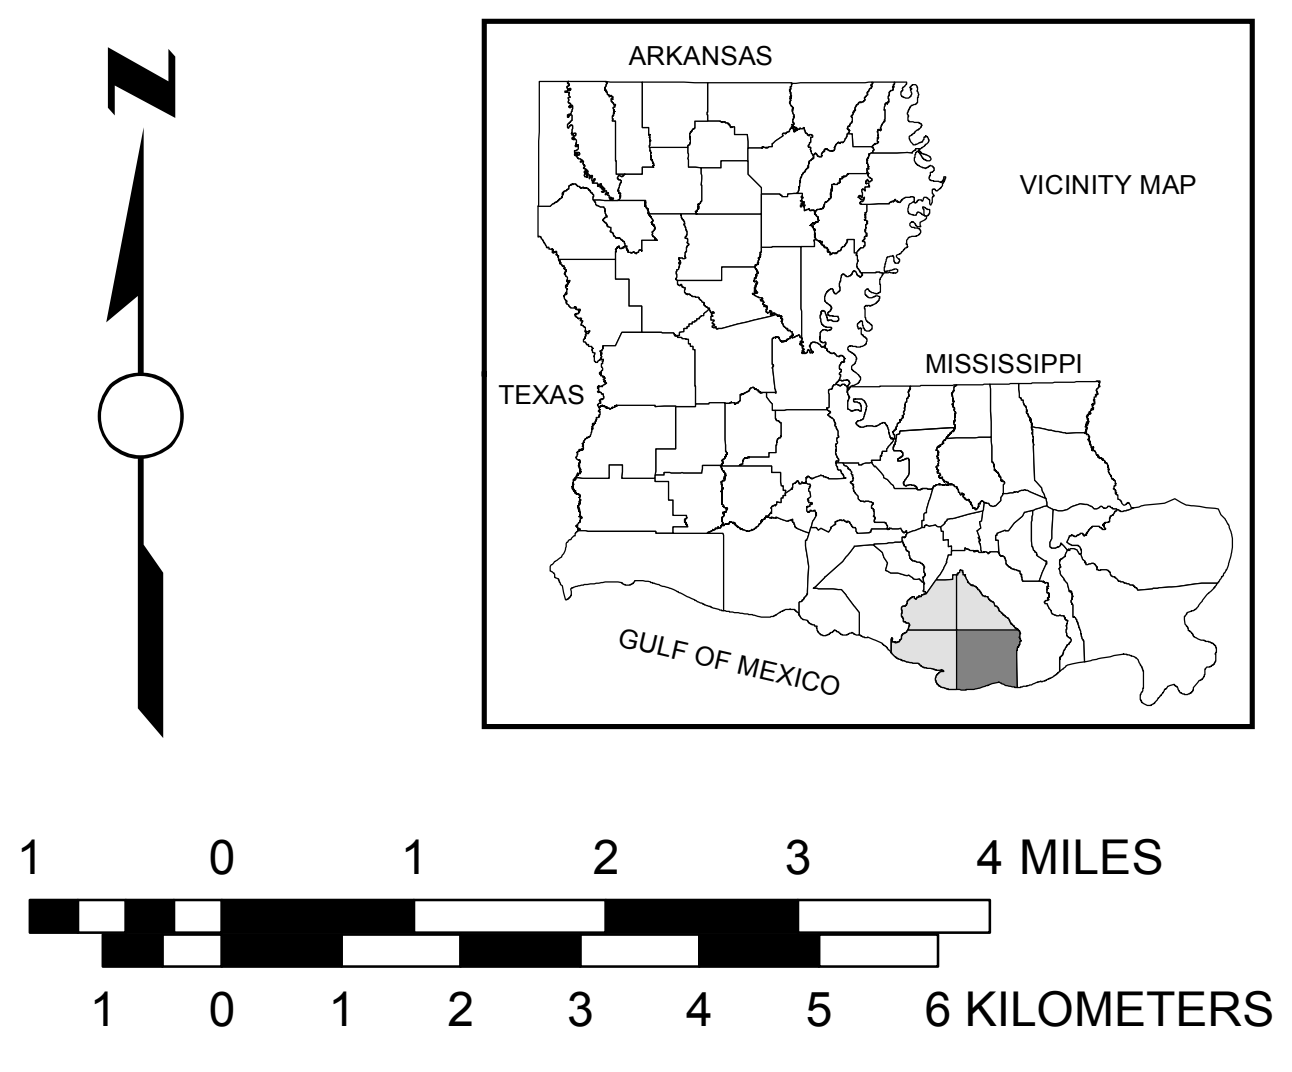 N
ARKANSAS
VICINITY MAP
MISSISSIPPI
TEXAS
GULF OF MEXICO
1 0 1 2 3 4 MILES
1 0 1 2 3 4 5 6 KILOMETERS